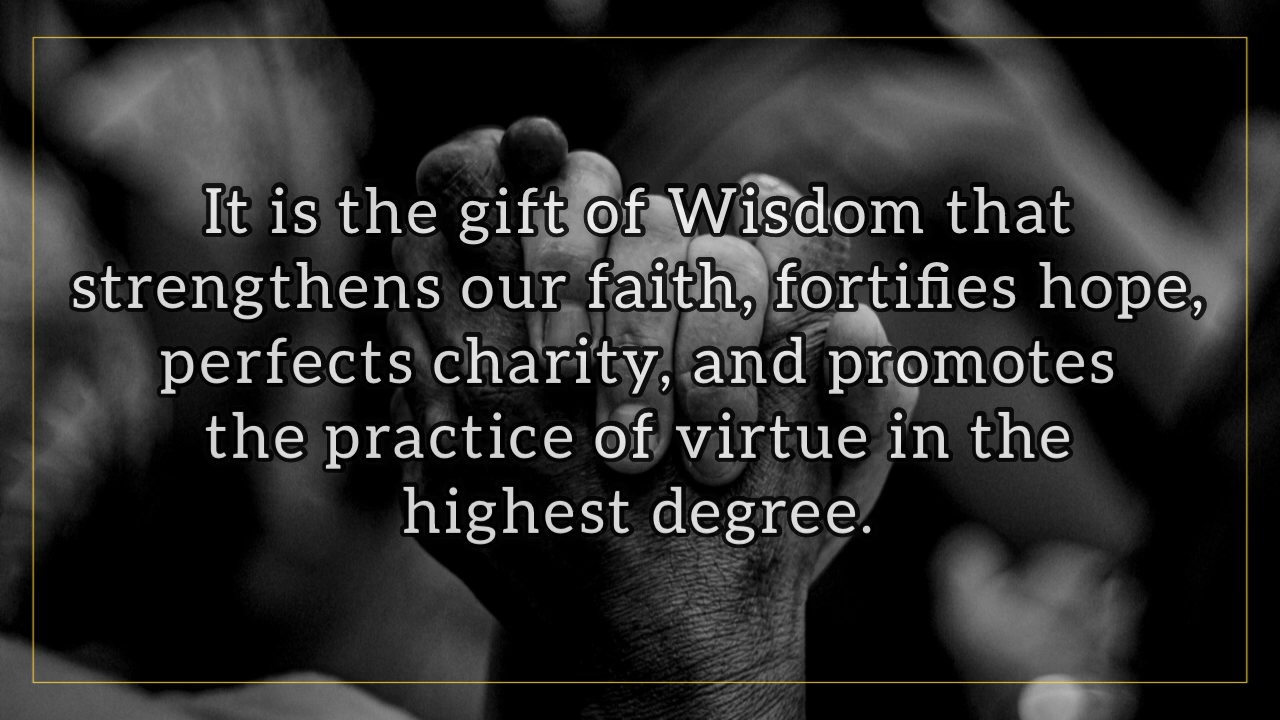 It is the gift of Wisdom that
strengthens our faith, fortifies hope,
perfects charity, and promotes
the practice of virtue in the
highest degree.